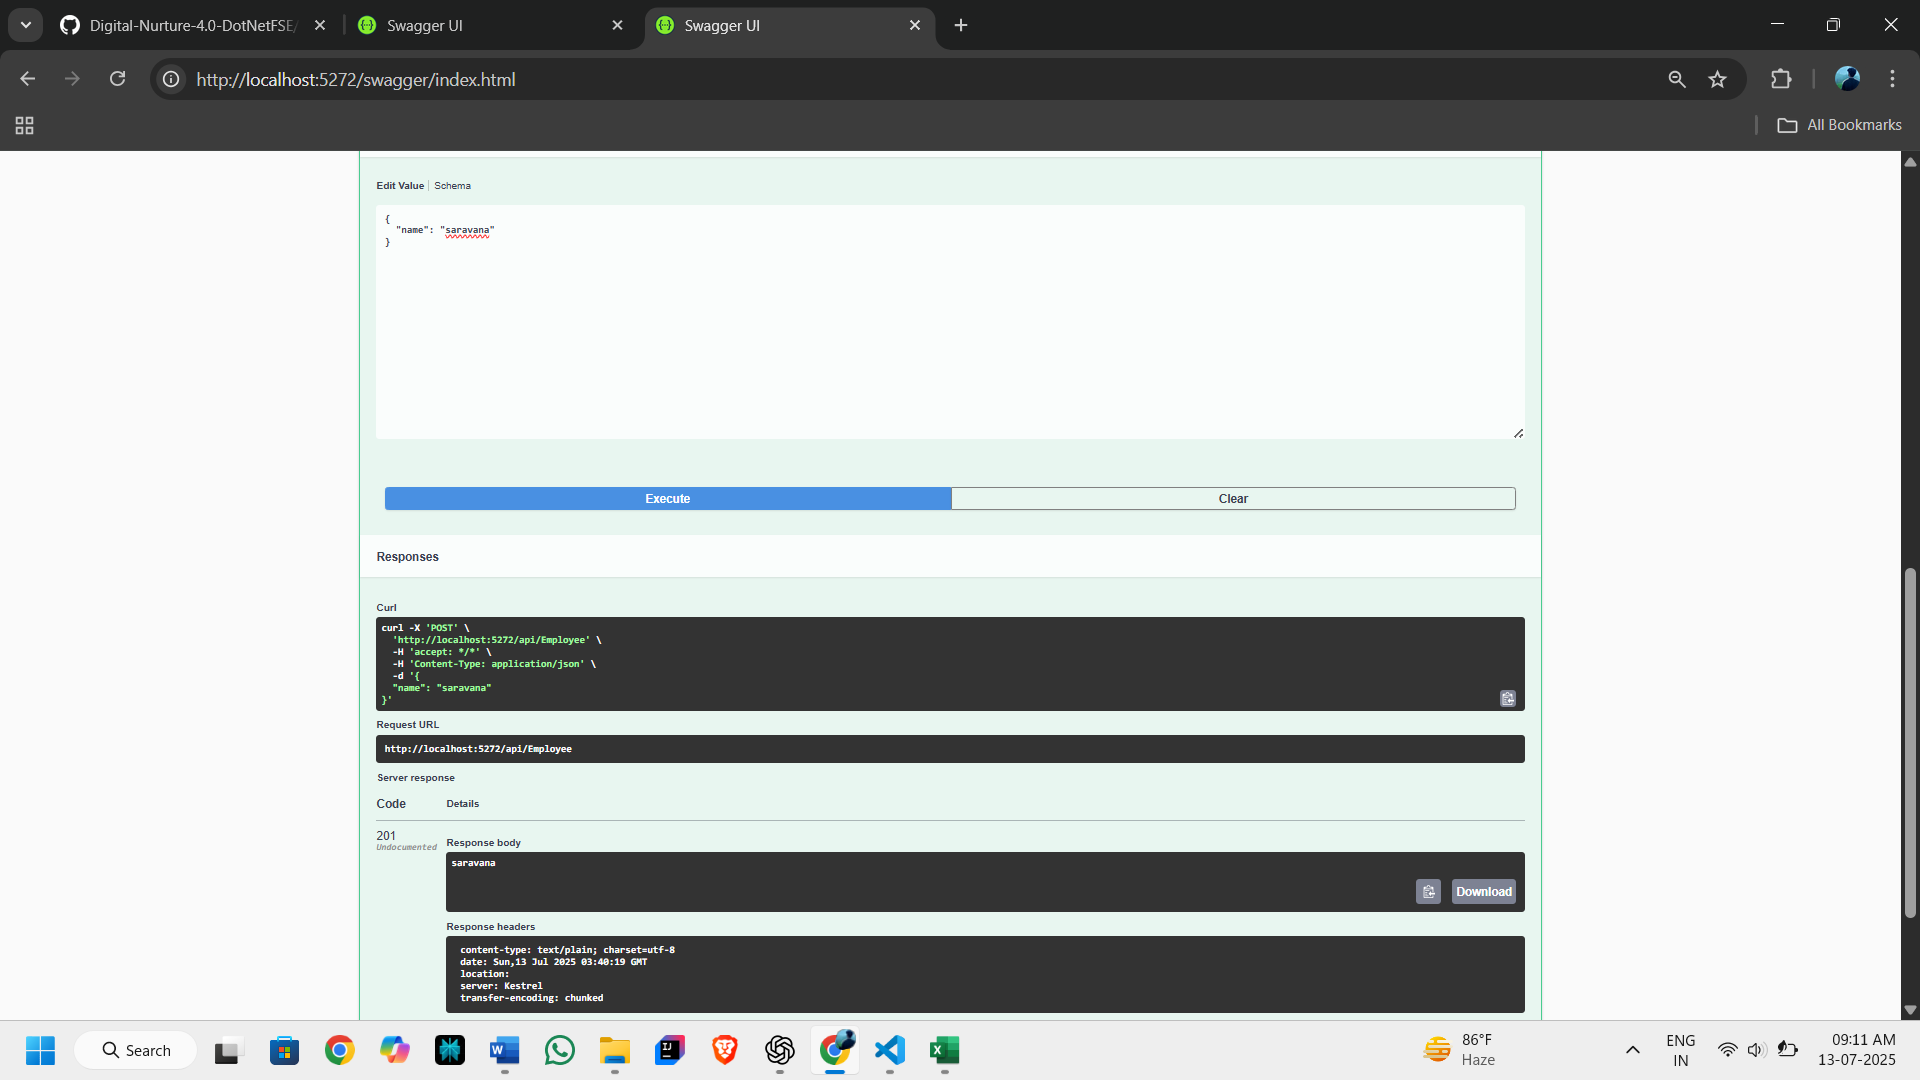 Digital-Nurture-4.0-DotNetFSE/
Swagger UI
Swagger UI
http://localhost:5272/swagger/index.html
All Bookmarks
Edit Value
Schema
{
"name": "saravana"
}
Execute
Clear
Responses
Curl
curl -X 'POST' \
'http://localhost:5272/api/Employee' \
-H 'accept: */*' \
-H 'Content-Type: application/json' \
-d '{
"name": "saravana"
}'
Request URL
http://localhost:5272/api/Employee
Server response
Code
Details
201
Undocumented
Response body
saravana
Download
Response headers
content-type: text/plain; charset=utf-8
date: Sun,13 Jul 2025 03:40:19 GMT
location:
server: Kestrel
transfer-encoding: chunked
Search
86°F
Haze
ENG
IN
09:11 AM
13-07-2025